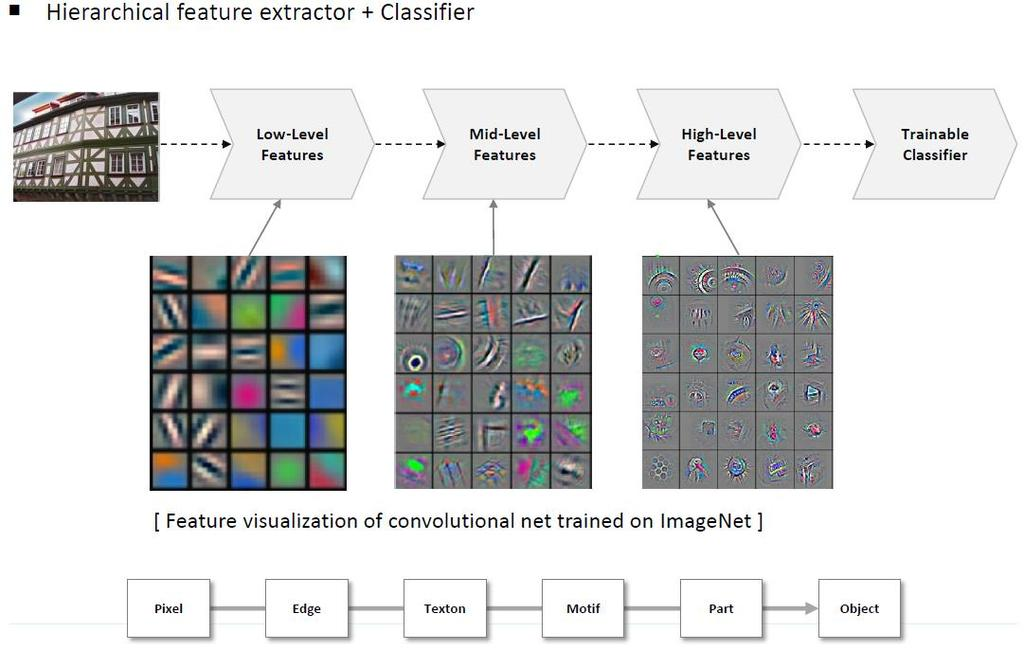 Hierarchical feature extractor + Classifier
Low-Level
Features
Mid-Level
Features
High-Level
Features
Trainable
Classifier
[ Feature visualization of convolutional net trained on ImageNet ]
Pixel
Edge
Texton
Motif
Part
Object